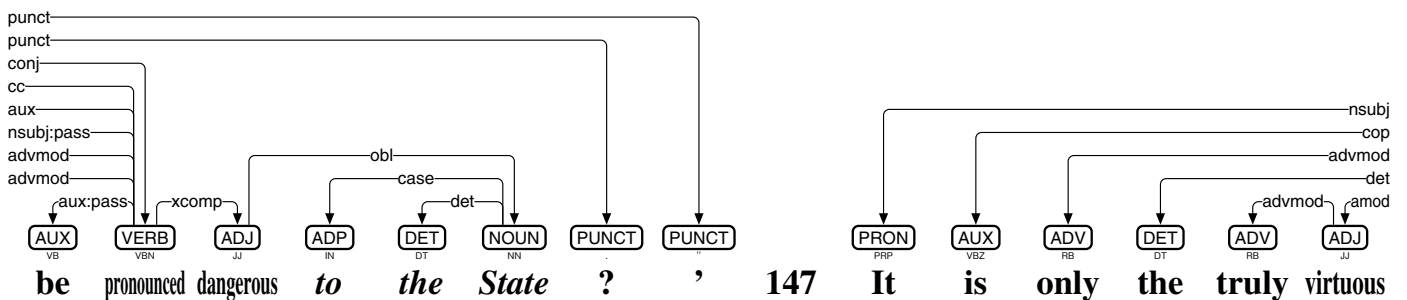 punct
punct
conj
cc
aux nsubj
nsubj:pass cop
advmod obl advmod
advmod case det
aux:pass xcomp det advmod amod
AUX VERB ADJ ADP DET NOUN PUNCT PUNCT PRON AUX ADV DET ADV ADJ
VB VBN JJ IN DT NN . '' PRP VBZ RB DT RB JJ
be pronounced dangerous to the State ? ’ 147 It is only the truly virtuous